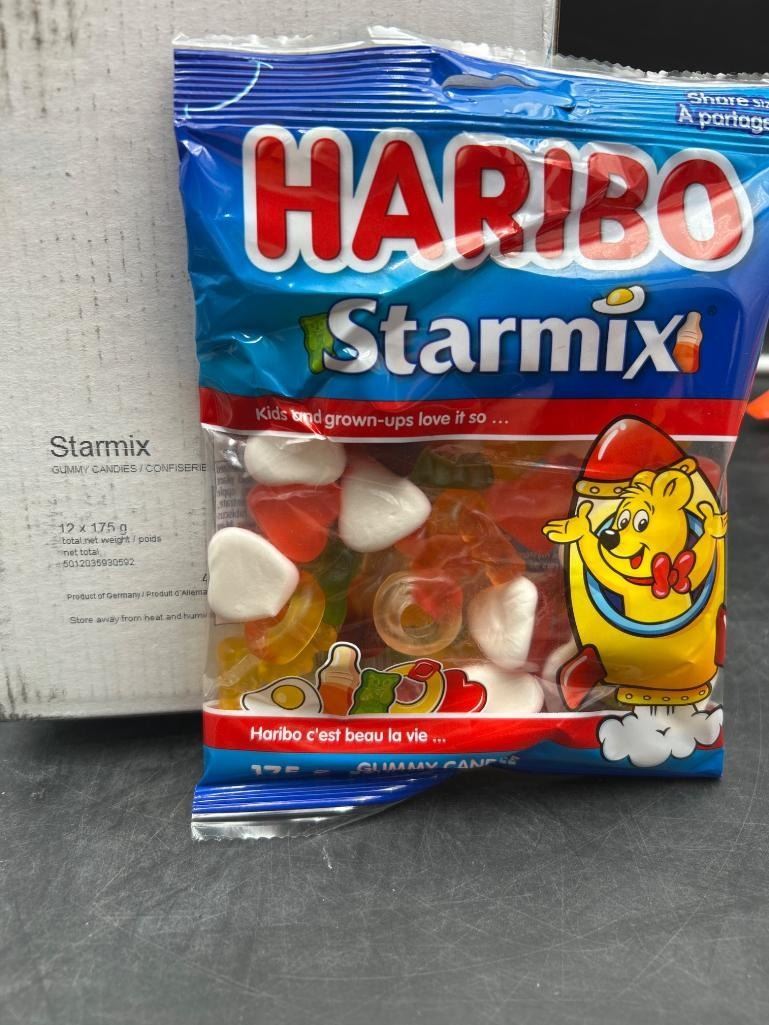 Share
À partage
HARIBO
Starmix
Kids and grown-ups love it so ...
Starmix
GUMMY CANDIES / CONFISERIE
12 x 175 g
total net weight / poids
net total
5012035930592
Product of Germany / Produit d'Allema
Store away from heat and humi
Haribo c'est beau la vie ...
175 g GUMMY CANDIES